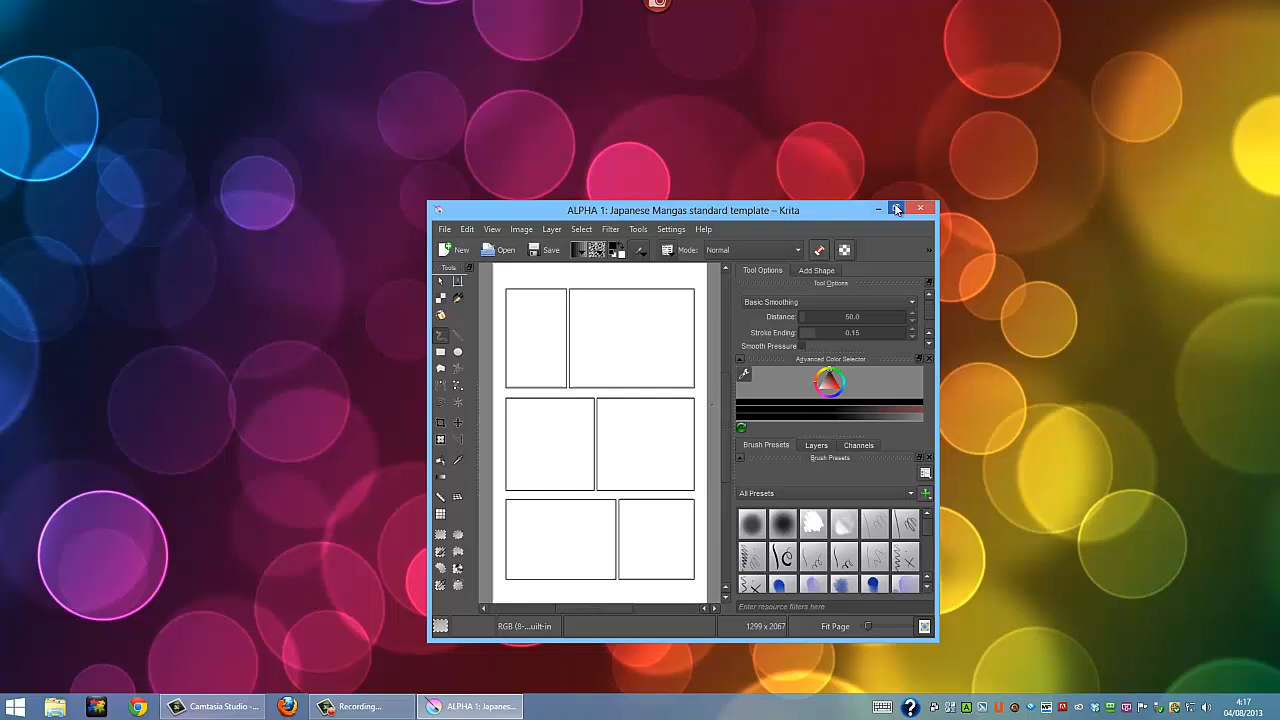 ALPHA 1: Japanese Mangas standard template – Krita
File Edit View Image Layer Select Filter Tools Settings Help
New Open Save Mode: Normal »
Tools Tool Options Add Shape
Tool Options
Basic Smoothing
Distance: 50.0
Stroke Ending: 0.15
Smooth Pressure
Advanced Color Selector
Brush Presets Layers Channels
Brush Presets
All Presets
Enter resource filters here
RGB (8-...uilt-in 1299 x 2067 Fit Page
Camtasia Studio -... Recording... ALPHA 1: Japanes...
4:17
04/08/2013